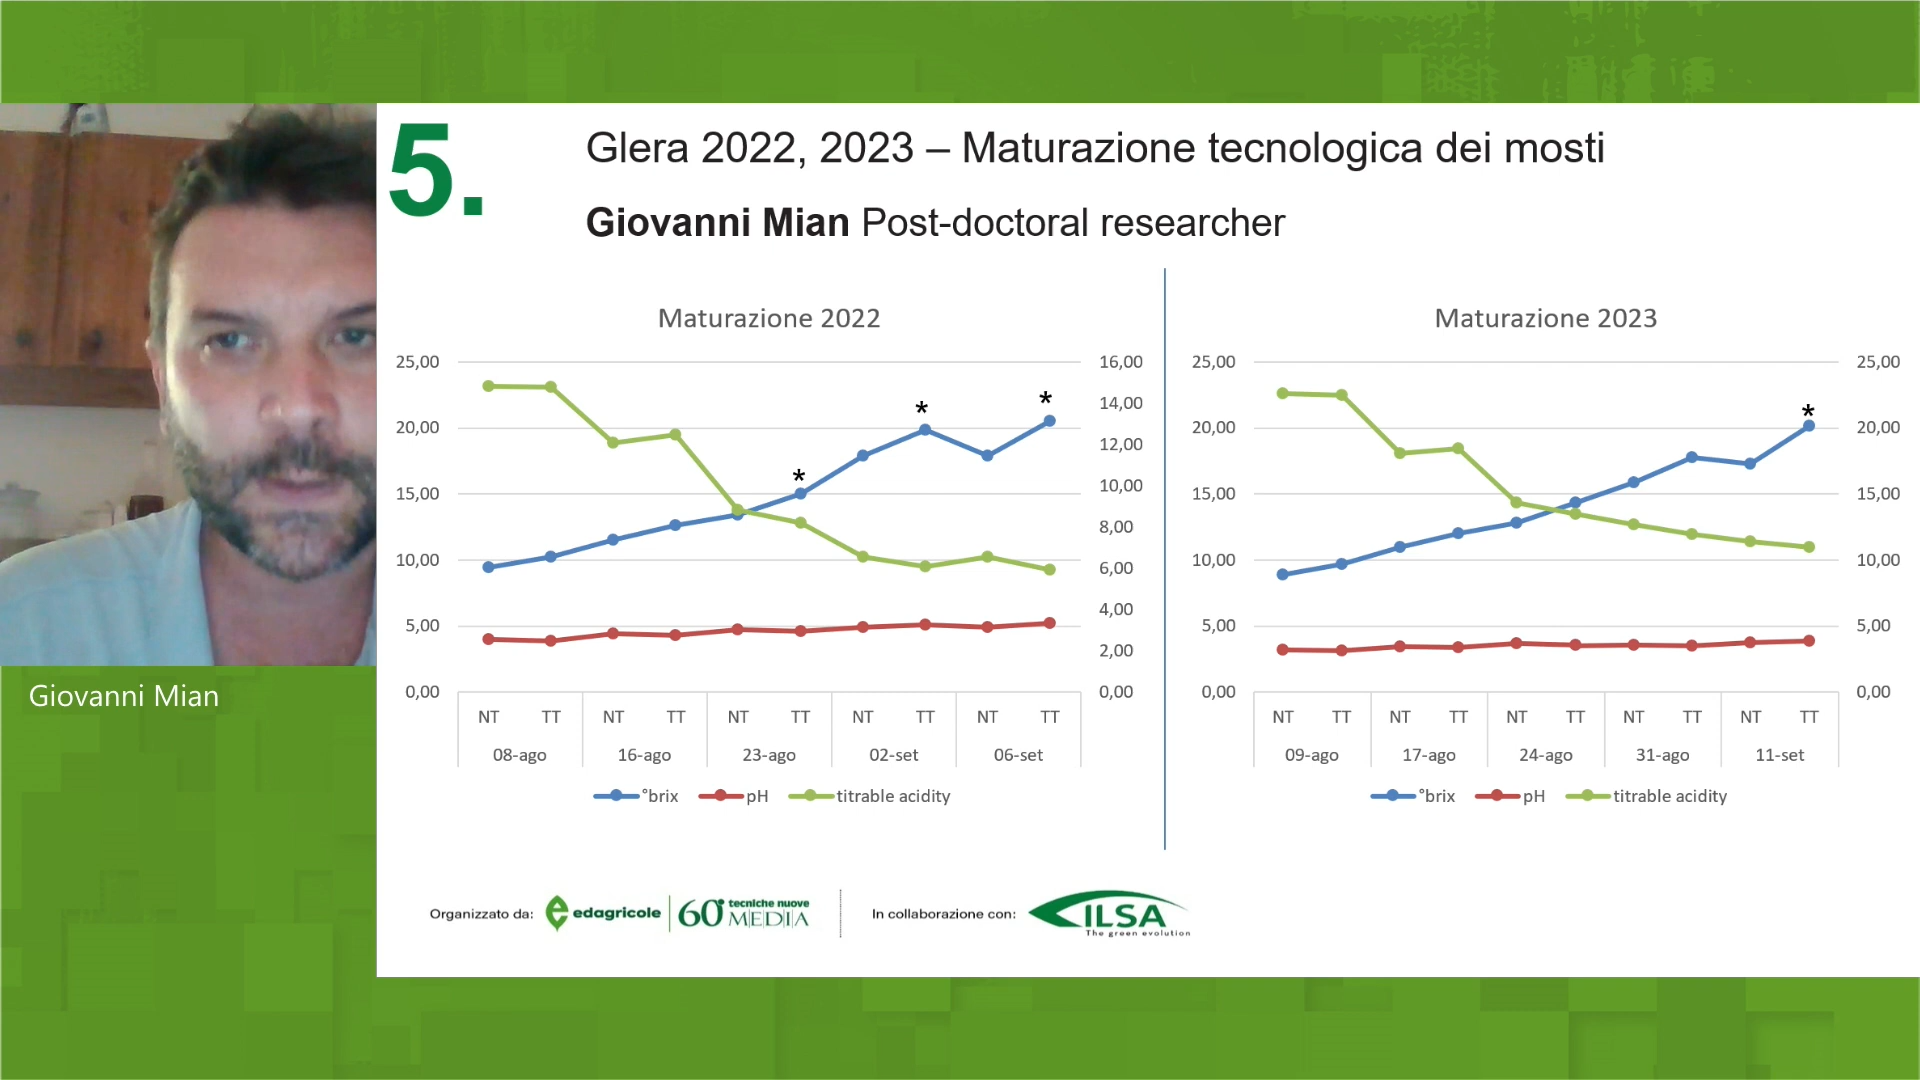 5.
Glera 2022, 2023 – Maturazione tecnologica dei mosti
Giovanni Mian Post-doctoral researcher
Giovanni Mian
Maturazione 2022
25,00
20,00
15,00
10,00
5,00
0,00
16,00
14,00
12,00
10,00
8,00
6,00
4,00
2,00
0,00
*
*
*
NT TT NT TT NT TT NT TT NT TT
08-ago 16-ago 23-ago 02-set 06-set
°brix pH titrable acidity
Maturazione 2023
25,00
20,00
15,00
10,00
5,00
0,00
25,00
20,00
15,00
10,00
5,00
0,00
*
NT TT NT TT NT TT NT TT NT TT
09-ago 17-ago 24-ago 31-ago 11-set
°brix pH titrable acidity
Organizzato da: edagricole 60° tecniche nuove MEDIA
In collaborazione con: ILSA
The green evolution